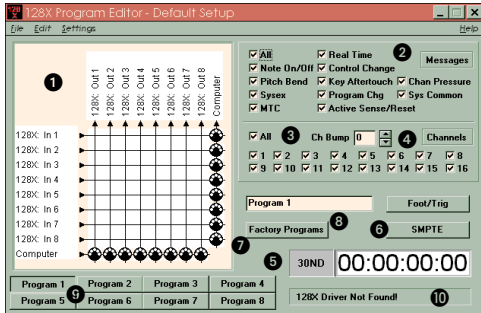 128X
128X Program Editor - Default Setup
File Edit Settings Help
1
128X: Out 1
128X: Out 2
128X: Out 3
128X: Out 4
128X: Out 5
128X: Out 6
128X: Out 7
128X: Out 8
Computer
128X: In 1
128X: In 2
128X: In 3
128X: In 4
128X: In 5
128X: In 6
128X: In 7
128X: In 8
Computer
All Real Time 2 Messages
Note On/Off Control Change
Pitch Bend Key Aftertouch Chan Pressure
Sysex Program Chg Sys Common
MTC Active Sense/Reset
All 3 Ch Bump 0 4 Channels
1 2 3 4 5 6 7 8
9 10 11 12 13 14 15 16
Program 1 Foot/Trig
8
Factory Programs 6 SMPTE
7
5 30ND 00:00:00:00
Program 1 Program 2 Program 3 Program 4
9
Program 5 Program 6 Program 7 Program 8
128X Driver Not Found! 10